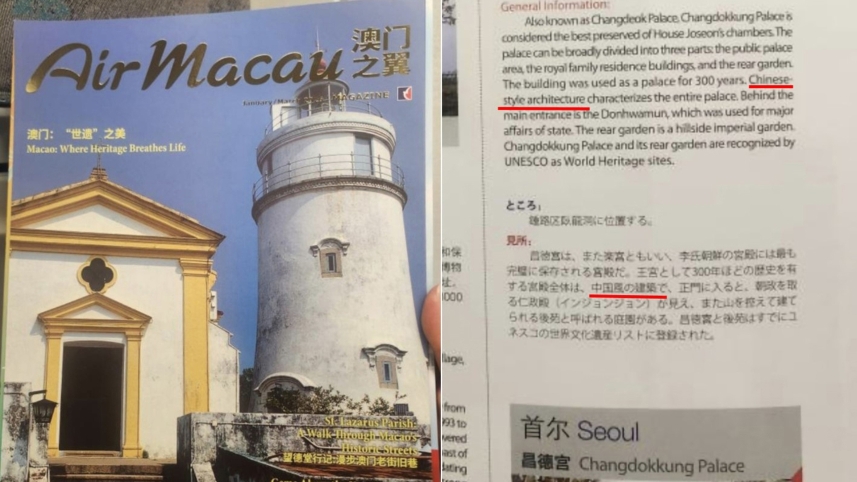 Air Macau 澳门之翼
MAGAZINE
澳门：“世遗”之美
Macao: Where Heritage Breathes Life
St. Lazarus Parish:
A Walk Through Macao's
Historic Streets
望德堂行记：漫步澳门老街旧巷
General Information:
Also known as Changdeok Palace, Changdokkung Palace is
considered the best preserved of House Joseon's chambers. The
palace can be broadly divided into three parts: the public palace
area, the royal family residence buildings, and the rear garden.
The building was used as a palace for 300 years. Chinese-
style architecture characterizes the entire palace. Behind the
main entrance is the Donhwamun, which was used for major
affairs of state. The rear garden is a hillside imperial garden.
Changdokkung Palace and its rear garden are recognized by
UNESCO as World Heritage sites.
ところ：
鐘路区臥龍洞に位置する。
見所：
昌徳宮は、また楽宮ともいい、李氏朝鮮の宮殿には最も
完璧に保存される宮殿だ。王宮として300年ほどの歴史を有
する宮殿全体は、中国風の建築で、正門に入ると、朝政を取
る仁政殿（インジョンジョン）が見え、また山を控えて建て
られる後苑と呼ばれる庭園がある。昌徳宮と後苑はすでにユ
ネスコの世界文化遺産リストに登録された。
和保
博物
址。
from
首尔 Seoul
昌德宫 Changdokkung Palace